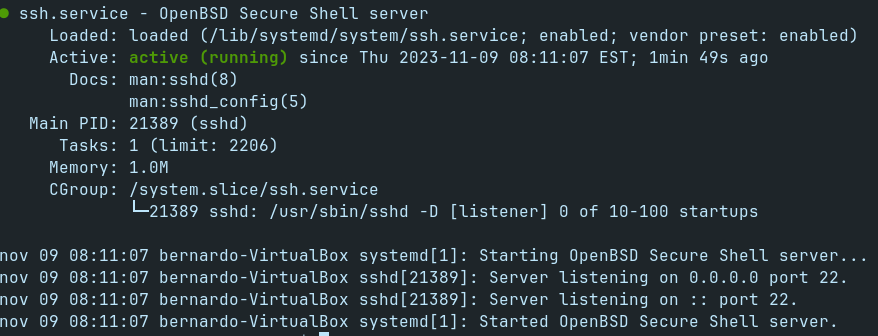 ● ssh.service - OpenBSD Secure Shell server
Loaded: loaded (/lib/systemd/system/ssh.service; enabled; vendor preset: enabled)
Active: active (running) since Thu 2023-11-09 08:11:07 EST; 1min 49s ago
Docs: man:sshd(8)
man:sshd_config(5)
Main PID: 21389 (sshd)
Tasks: 1 (limit: 2206)
Memory: 1.0M
CGroup: /system.slice/ssh.service
└─21389 sshd: /usr/sbin/sshd -D [listener] 0 of 10-100 startups
nov 09 08:11:07 bernardo-VirtualBox systemd[1]: Starting OpenBSD Secure Shell server...
nov 09 08:11:07 bernardo-VirtualBox sshd[21389]: Server listening on 0.0.0.0 port 22.
nov 09 08:11:07 bernardo-VirtualBox sshd[21389]: Server listening on :: port 22.
nov 09 08:11:07 bernardo-VirtualBox systemd[1]: Started OpenBSD Secure Shell server.